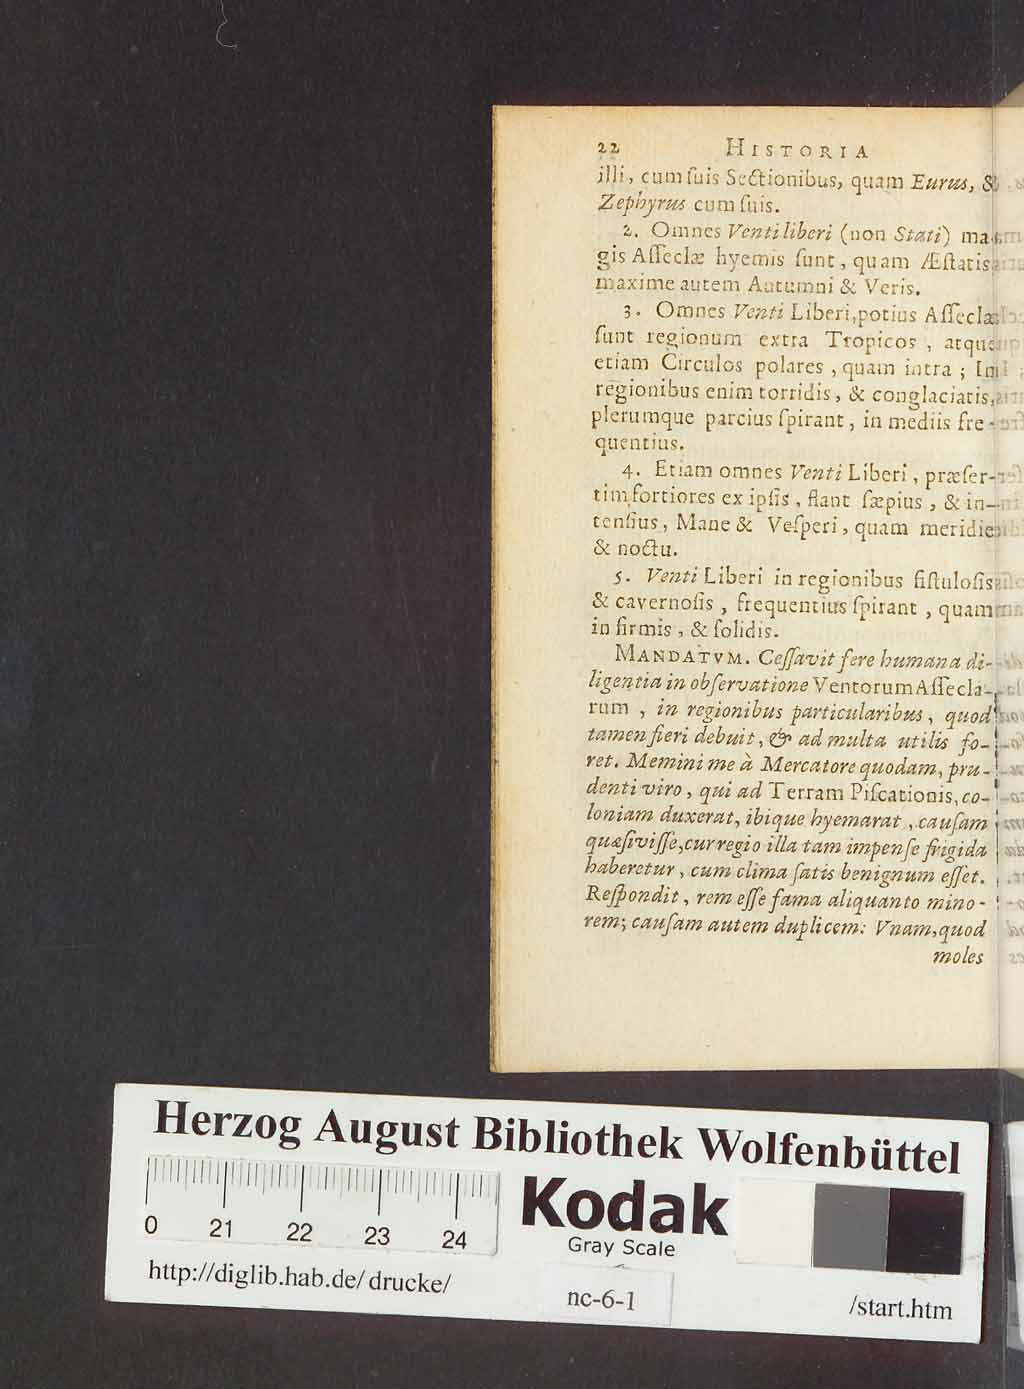 22 HISTORIA
illi, cum ſuis Sectionibus, quam Eurus, &
Zephyrus cum ſuis.
2. Omnes Venti liberi (non Stati) ma-
gis Aſſeclæ hyemis ſunt, quam Æſtatis
maxime autem Autumni & Veris.
3. Omnes Venti Liberi, potius Aſſeclæ
ſunt regionum extra Tropicos, atque
etiam Circulos polares, quam intra; In
regionibus enim torridis, & conglaciatis,
plerumque parcius ſpirant, in mediis fre-
quentius.
4. Etiam omnes Venti Liberi, præſer-
tim fortiores ex ipſis, flant ſæpius, & in-
tenſius, Mane & Veſperi, quam meridie
& noctu.
5. Venti Liberi in regionibus fiſtuloſis
& cavernoſis, frequentius ſpirant, quam
in firmis, & ſolidis.
MANDATVM. Ceſſavit fere humana di-
ligentia in obſervatione Ventorum Aſſecla-
rum, in regionibus particularibus, quod
tamen fieri debuit, & ad multa utilis fo-
ret. Memini me à Mercatore quodam, pru-
denti viro, qui ad Terram Piſcationis, co-
loniam duxerat, ibique hyemarat, cauſam
quæſiviſſe, cur regio illa tam impenſe frigida
haberetur, cum clima ſatis benignum eſſet.
Reſpondit, rem eſſe fama aliquanto mino-
rem; cauſam autem duplicem: Vnam, quod
moles
Herzog August Bibliothek Wolfenbüttel
0 21 22 23 24
Kodak
Gray Scale
http://diglib.hab.de/drucke/
nc-6-1
/start.htm